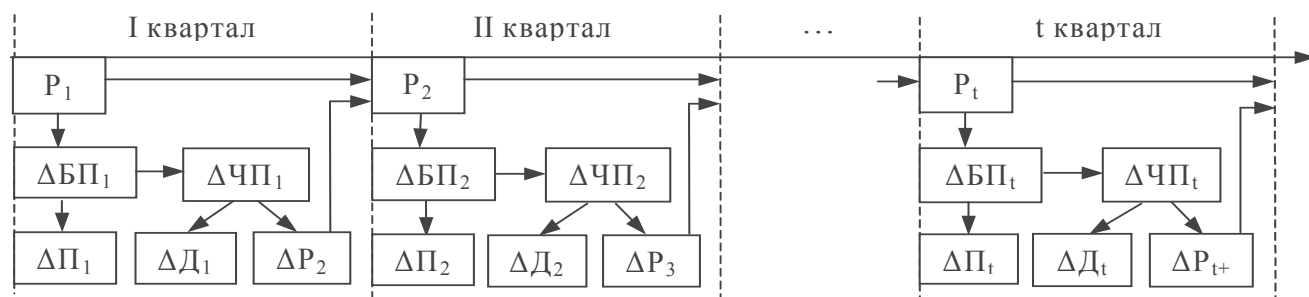 I квартал II квартал ... t квартал
P₁ P₂ Pₜ
ΔБП₁ ΔЧП₁ ΔБП₂ ΔЧП₂ ΔБПₜ ΔЧПₜ
ΔП₁ ΔД₁ ΔP₂ ΔП₂ ΔД₂ ΔP₃ ΔПₜ ΔДₜ ΔPₜ₊